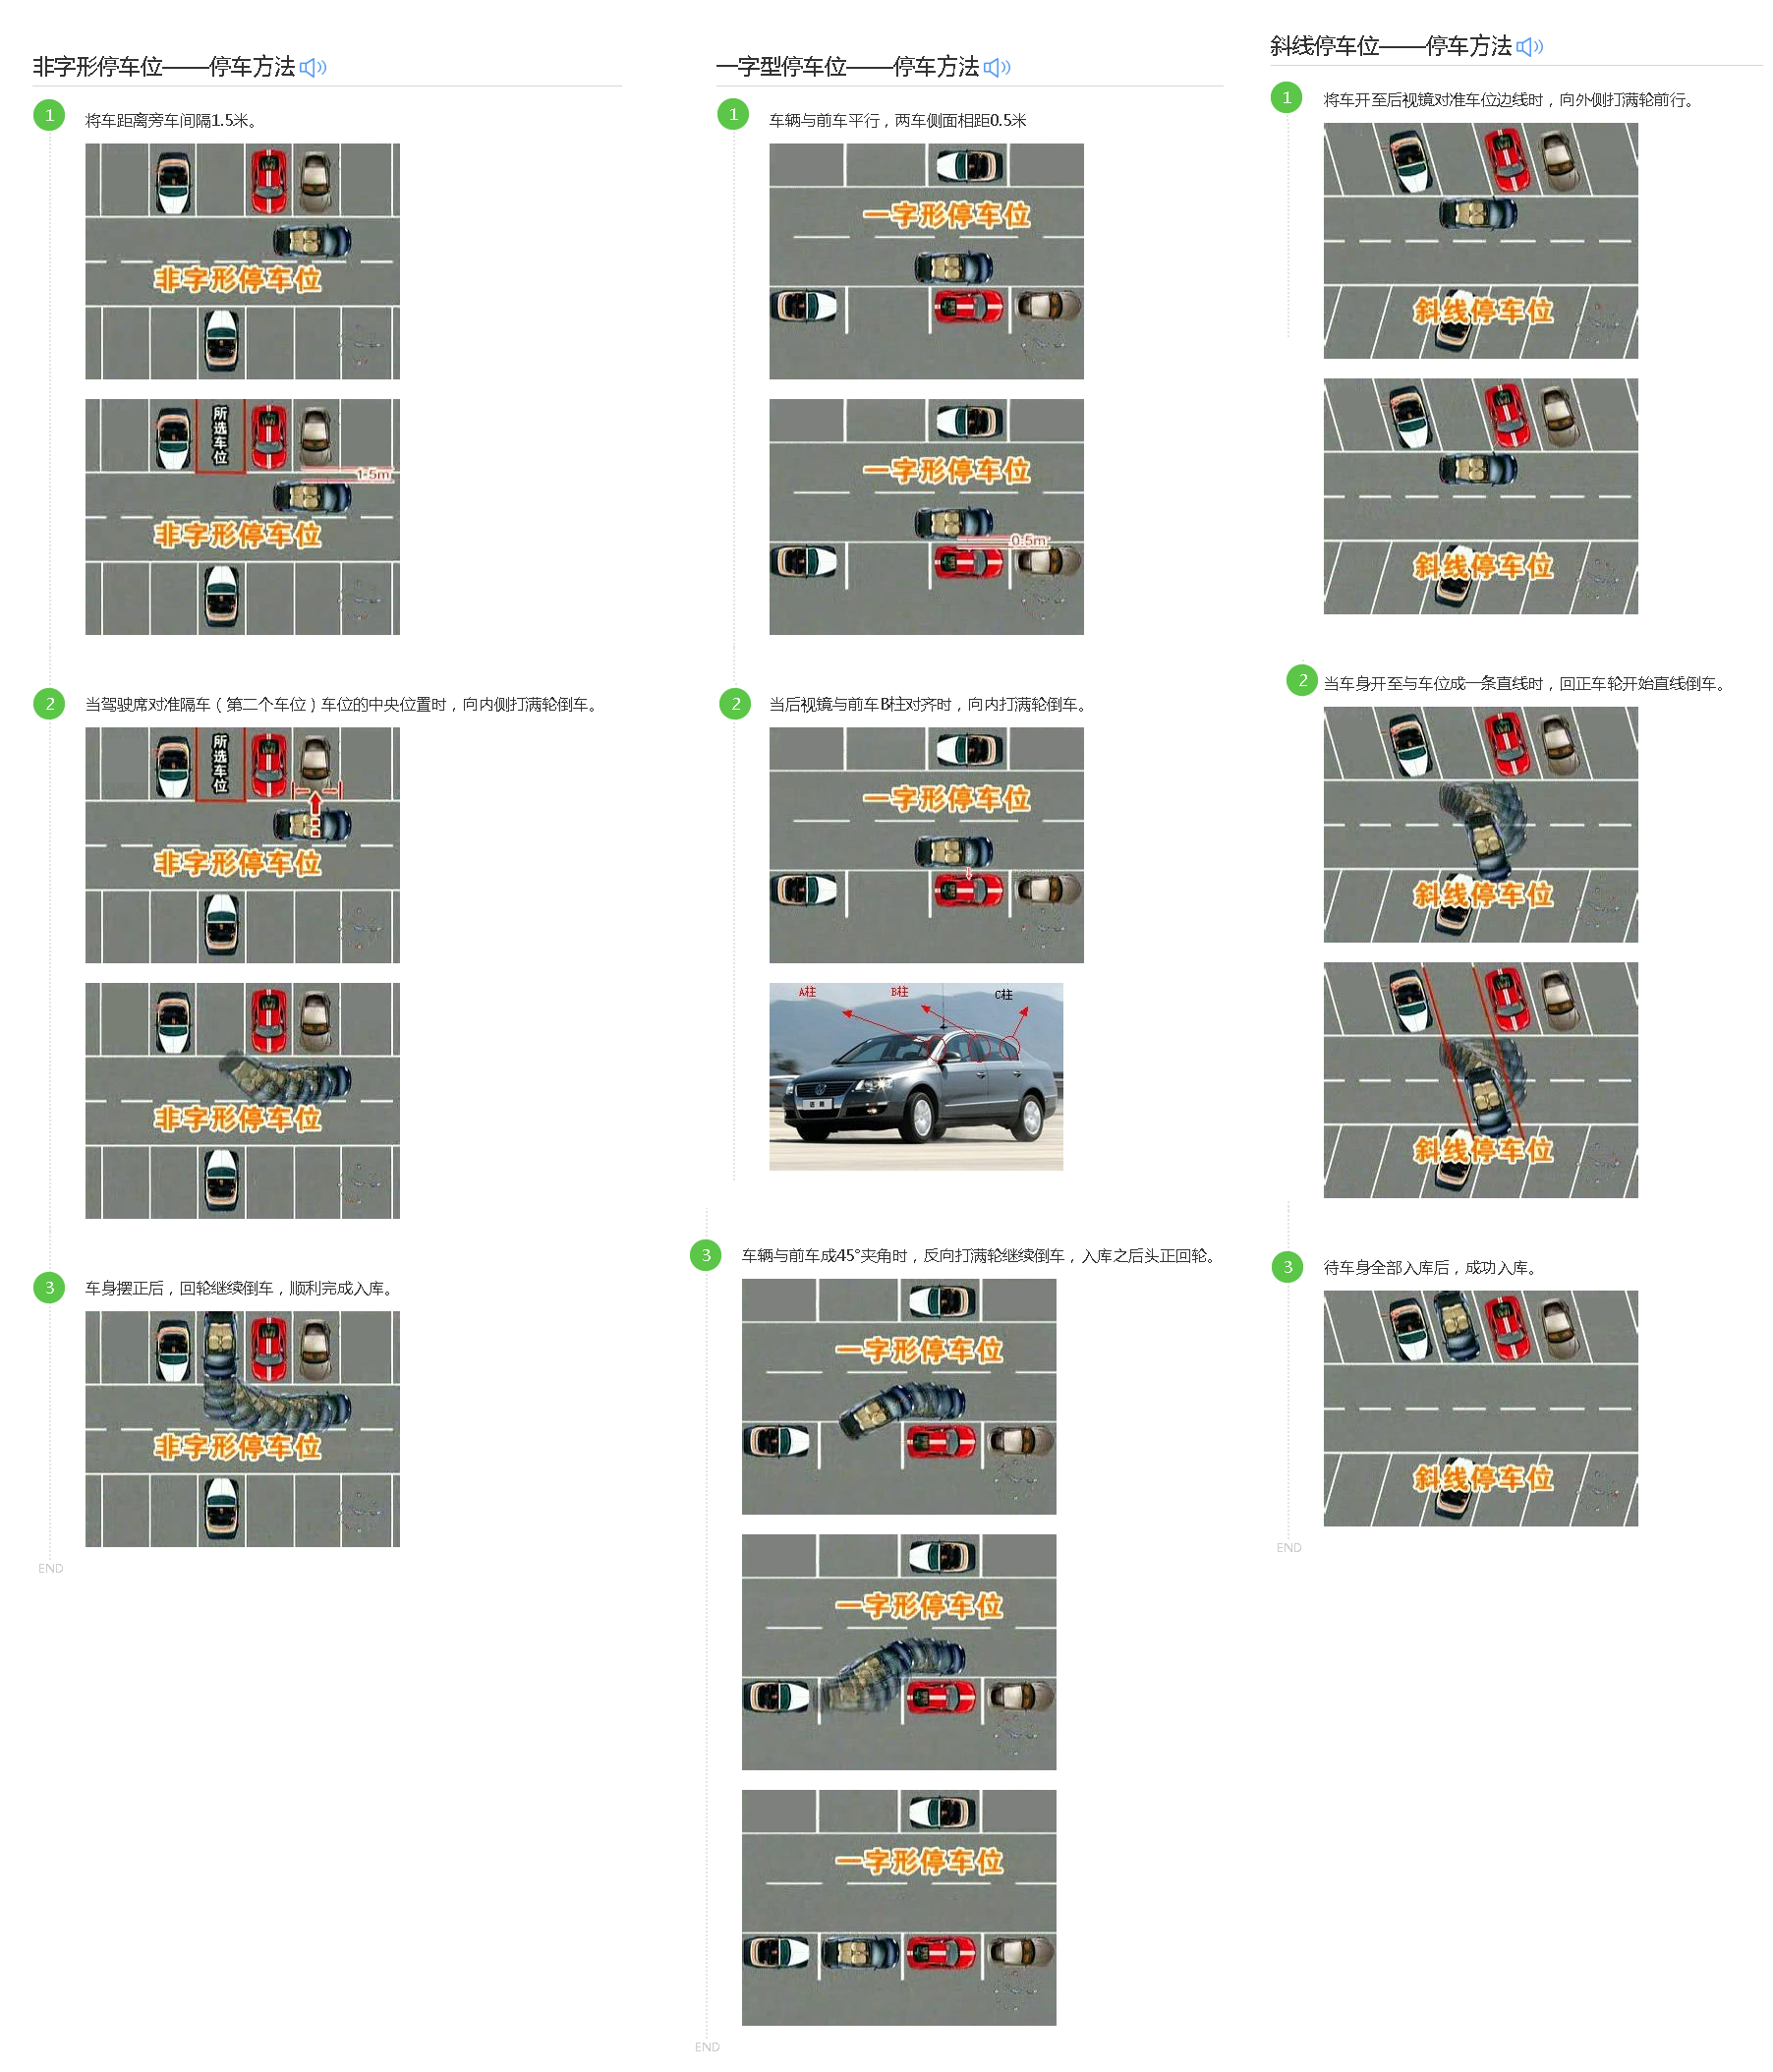 非字形停车位——停车方法
1
将车距离旁车间隔1.5米。
非字形停车位
所选车位
1.5m
非字形停车位
2
当驾驶席对准隔车（第二个车位）车位的中央位置时，向内侧打满轮倒车。
所选车位
非字形停车位
非字形停车位
3
车身摆正后，回轮继续倒车，顺利完成入库。
非字形停车位
END
一字型停车位——停车方法
1
车辆与前车平行，两车侧面相距0.5米
一字形停车位
一字形停车位
0.5m
2
当后视镜与前车B柱对齐时，向内打满轮倒车。
一字形停车位
A柱
B柱
C柱
3
车辆与前车成45°夹角时，反向打满轮继续倒车，入库之后头正回轮。
一字形停车位
一字形停车位
一字形停车位
END
斜线停车位——停车方法
1
将车开至后视镜对准车位边线时，向外侧打满轮前行。
斜线停车位
斜线停车位
2
当车身开至与车位成一条直线时，回正车轮开始直线倒车。
斜线停车位
斜线停车位
3
待车身全部入库后，成功入库。
斜线停车位
END